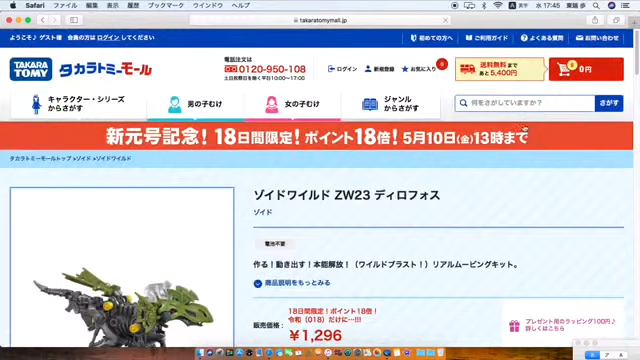 Safari ファイル 編集 表示 履歴 ブックマーク ウインドウ ヘルプ
水 17:45
takaratomymall.jp
ようこそ♪ ゲスト様 会員の方は ログイン してください
初めての方へ
ご利用ガイド
よくある質問
お問い合わせ
TAKARA TOMY
タカラトミーモール
電話注文は
0120-950-108
土日祝祭日を除く平日10:00〜17:00
ログイン
新規登録
お気に入り
0
送料無料まで
あと 5,400円
0
0円
キャラクター・シリーズ
からさがす
男の子むけ
女の子むけ
ジャンル
からさがす
何をさがしていますか?
さがす
新元号記念! 18日間限定! ポイント18倍! 5月10日(金)13時まで
タカラトミーモールトップ > ゾイド > ゾイドワイルド
ゾイドワイルド ZW23 ディロフォス
ゾイド
電池不要
作る!動き出す!本能解放!(ワイルドブラスト!)リアルムービングキット。
商品説明をもっとみる
18日間限定!ポイント18倍!
令和(018)だけに…!!!
販売価格:
¥1,296
プレゼント用のラッピング100円♪
詳しくはこちら